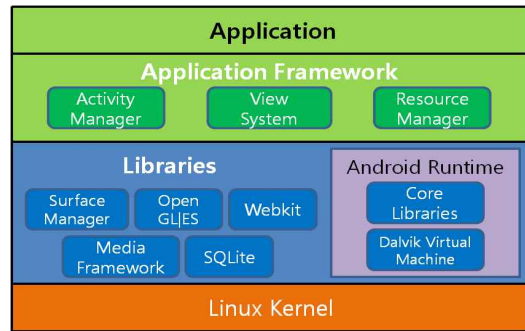 Application
Application Framework
Activity
Manager
View
System
Resource
Manager
Libraries
Surface
Manager
Open
GL|ES
Webkit
Media
Framework
SQLite
Android Runtime
Core
Libraries
Dalvik Virtual
Machine
Linux Kernel